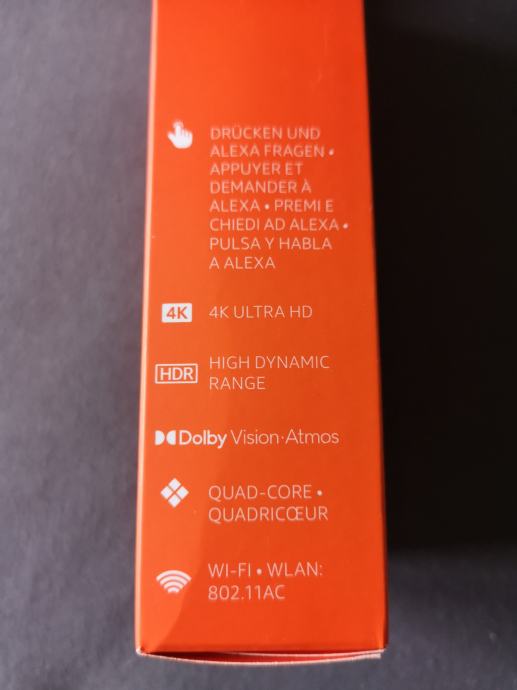 DRÜCKEN UND
ALEXA FRAGEN •
APPUYER ET
DEMANDER À
ALEXA • PREMI E
CHIEDI AD ALEXA •
PULSA Y HABLA
A ALEXA
4K 4K ULTRA HD
HDR HIGH DYNAMIC
RANGE
Dolby Vision·Atmos
QUAD-CORE •
QUADRICŒUR
WI-FI • WLAN:
802.11AC